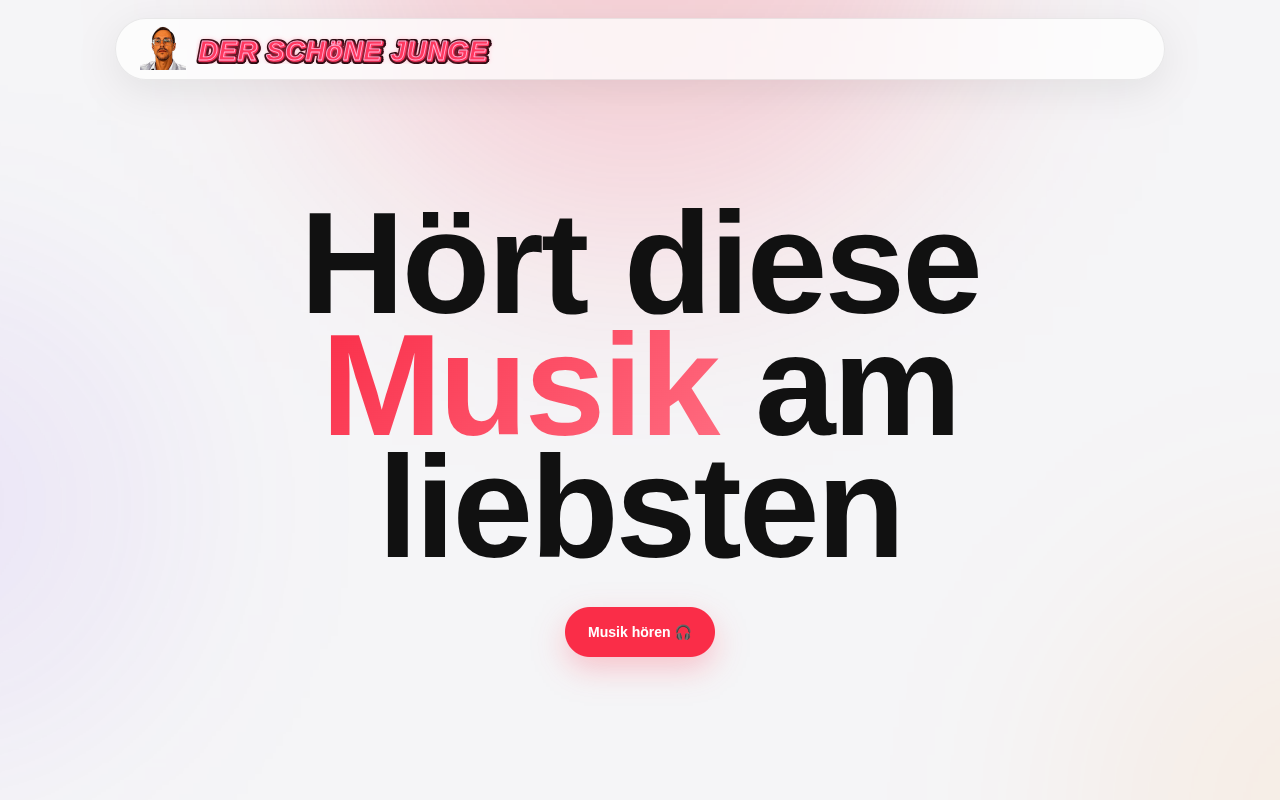 DER SCHöNE JUNGE
Hört diese
Musik am
liebsten
Musik hören 🎧